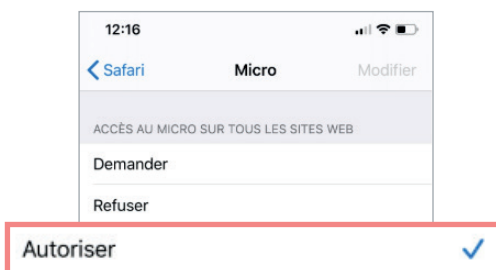 12:16
Safari Micro Modifier
ACCÈS AU MICRO SUR TOUS LES SITES WEB
Demander
Refuser
Autoriser